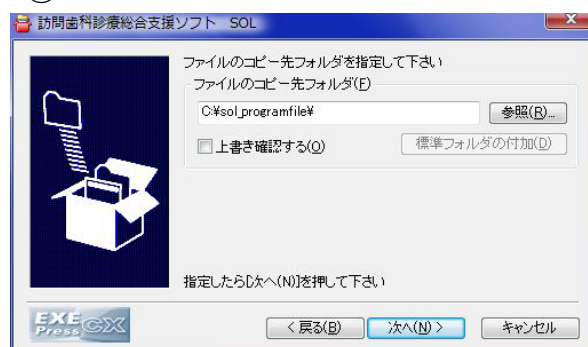 訪問歯科診療総合支援ソフト SOL
ファイルのコピー先フォルダを指定して下さい
ファイルのコピー先フォルダ(F)
C:¥sol_programfile¥
参照(R)...
上書き確認する(O)
標準フォルダの付加(D)
指定したら[次へ(N)]を押して下さい
EXE Press CX
< 戻る(B)
次へ(N) >
キャンセル